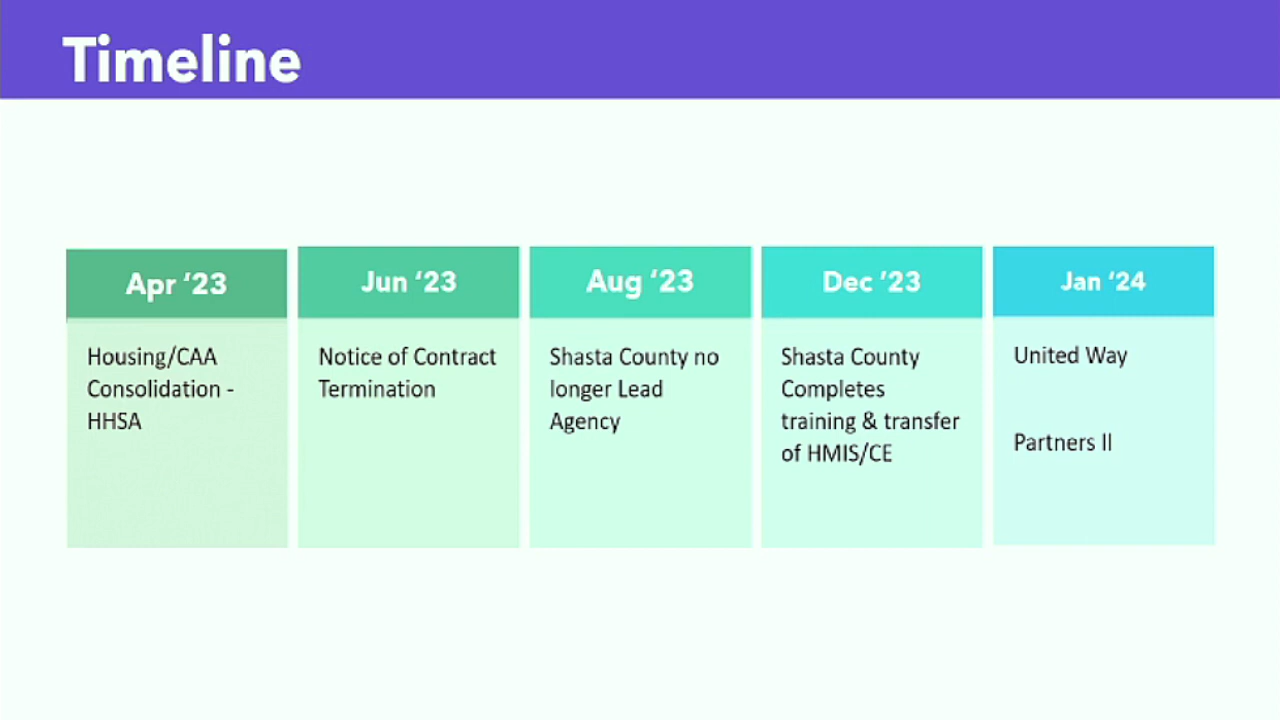 Timeline
Apr ’23
Housing/CAA
Consolidation -
HHSA
Jun ‘23
Notice of Contract
Termination
Aug ’23
Shasta County no
longer Lead
Agency
Dec ’23
Shasta County
Completes
training & transfer
of HMIS/CE
Jan ‘24
United Way
Partners II